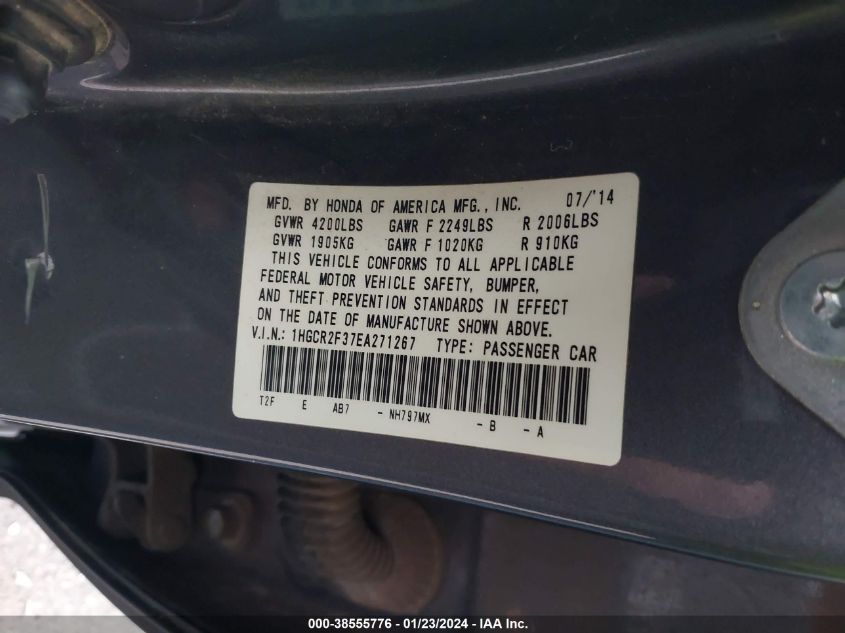 MFD. BY HONDA OF AMERICA MFG., INC. 07/'14
GVWR 4200LBS GAWR F 2249LBS R 2006LBS
GVWR 1905KG GAWR F 1020KG R 910KG
THIS VEHICLE CONFORMS TO ALL APPLICABLE
FEDERAL MOTOR VEHICLE SAFETY, BUMPER,
AND THEFT PREVENTION STANDARDS IN EFFECT
ON THE DATE OF MANUFACTURE SHOWN ABOVE.
V.I.N.: 1HGCR2F37EA271267 TYPE: PASSENGER CAR
T2F E AB7 - NH797MX - B - A
000-38555776 - 01/23/2024 - IAA Inc.